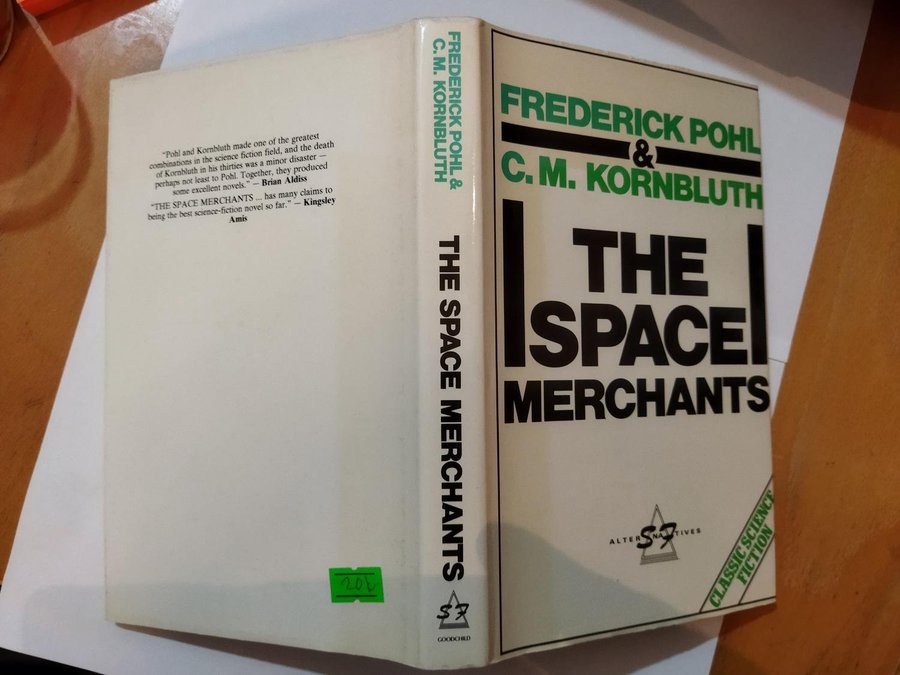 "Pohl and Kornbluth made one of the greatest
combinations in the science fiction field, and the death
of Kornbluth in his thirties was a minor disaster —
perhaps not least to Pohl. Together, they produced
some excellent novels." — Brian Aldiss
"THE SPACE MERCHANTS ... has many claims to
being the best science-fiction novel so far." — Kingsley
Amis
FREDERICK POHL &
C. M. KORNBLUTH
THE SPACE MERCHANTS
SF
GOODCHILD
FREDERICK POHL
&
C. M. KORNBLUTH
THE
SPACE
MERCHANTS
ALTERNATIVES
SF
CLASSIC SCIENCE
FICTION